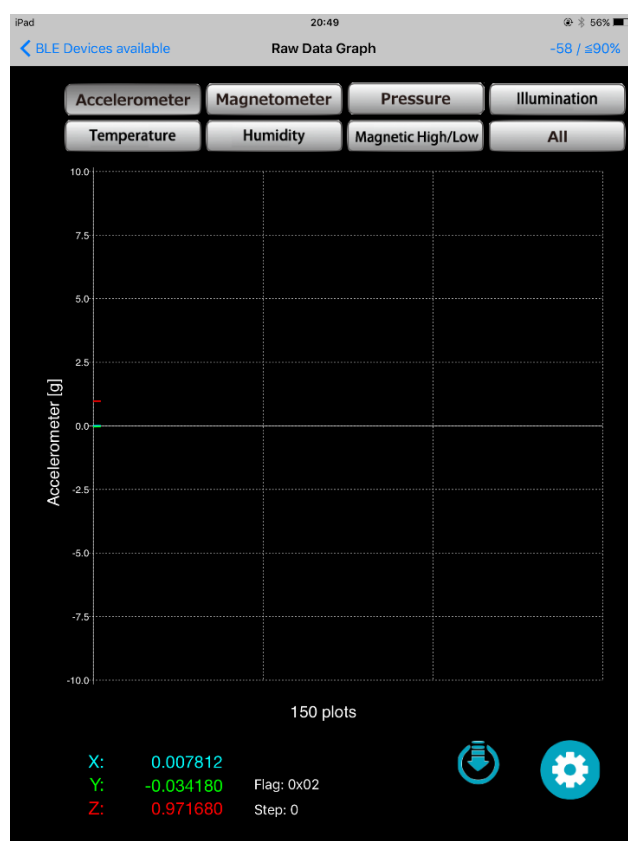 iPad 20:49 56%
BLE Devices available Raw Data Graph -58 / ≤90%
Accelerometer Magnetometer Pressure Illumination
Temperature Humidity Magnetic High/Low All
10.0
7.5
5.0
2.5
0.0
-2.5
-5.0
-7.5
-10.0
Accelerometer [g]
150 plots
X: 0.007812
Y: -0.034180 Flag: 0x02
Z: 0.971680 Step: 0